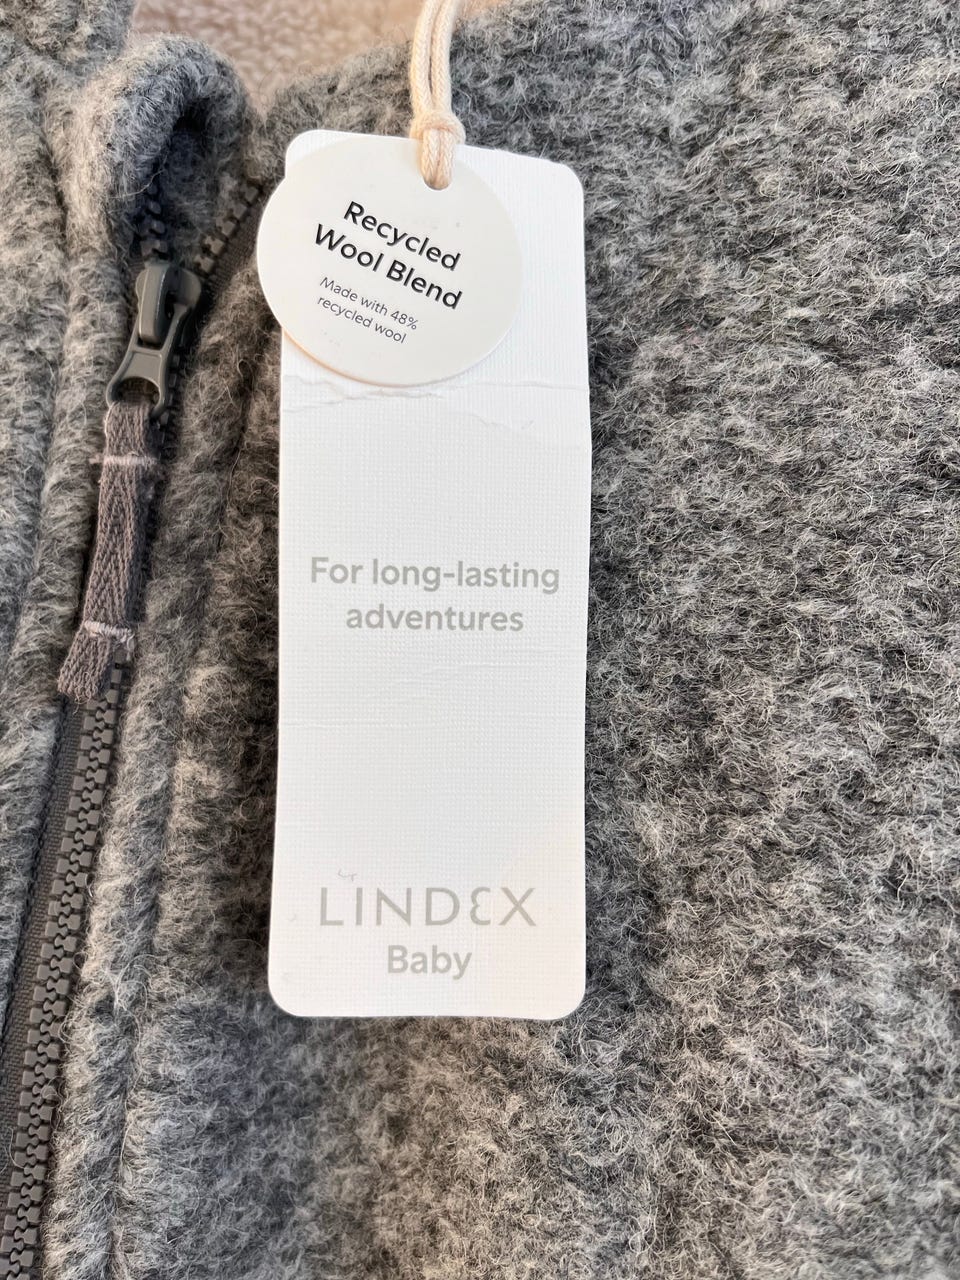 Recycled
Wool Blend
Made with 48%
recycled wool
For long-lasting
adventures
LINDEX
Baby